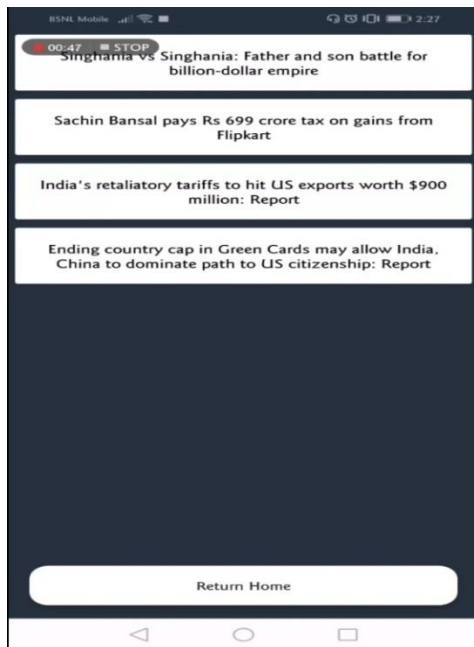 BSNL Mobile 2:27
00:47 STOP
Singhania vs Singhania: Father and son battle for
billion-dollar empire
Sachin Bansal pays Rs 699 crore tax on gains from
Flipkart
India's retaliatory tariffs to hit US exports worth $900
million: Report
Ending country cap in Green Cards may allow India,
China to dominate path to US citizenship: Report
Return Home